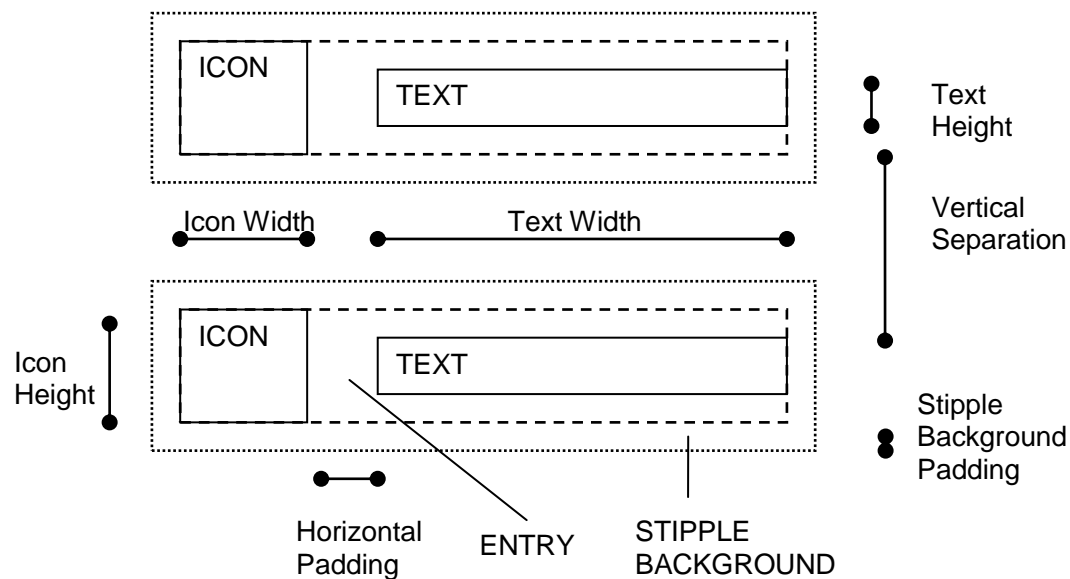 ICON
TEXT
Text
Height
Icon Width
Text Width
Vertical
Separation
ICON
TEXT
Icon
Height
Stipple
Background
Padding
Horizontal
Padding
ENTRY
STIPPLE
BACKGROUND